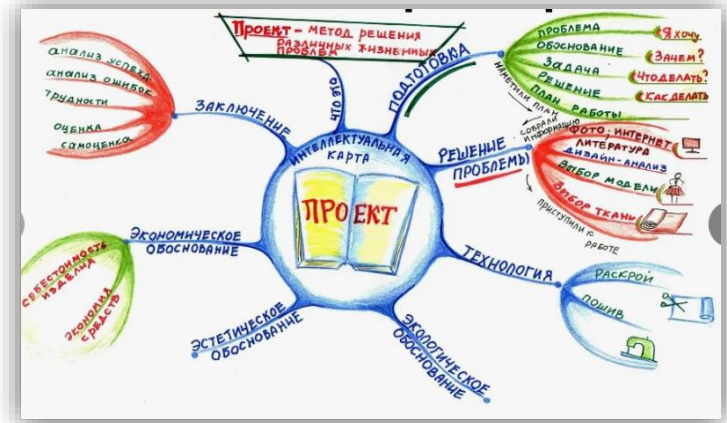 ПРОЕКТ – МЕТОД РЕШЕНИЯ
РАЗЛИЧНЫХ ЖИЗНЕННЫХ
ПРОБЛЕМ
ЧТО ЭТО
ИНТЕЛЛЕКТУАЛЬНАЯ
КАРТА
ПРОЕКТ
ПОДГОТОВКА
ПРОБЛЕМА
Я ХОЧУ
ОБОСНОВАНИЕ
ЗАЧЕМ?
ЗАДАЧА
ЧТО ДЕЛАТЬ?
РЕШЕНИЕ
КАК ДЕЛАТЬ
ПЛАН РАБОТЫ
НАМЕТИЛИ ПЛАН
СОБРАЛИ
ИНФОРМАЦИЮ
РЕШЕНИЕ
ПРОБЛЕМЫ
ФОТО, ИНТЕРНЕТ
ЛИТЕРАТУРА
ДИЗАЙН-АНАЛИЗ
ВЫБОР МОДЕЛИ
ВЫБОР ТКАНИ
ПРИСТУПИЛИ К
РАБОТЕ
ТЕХНОЛОГИЯ
РАСКРОЙ
ПОШИВ
ЭКОЛОГИЧЕСКОЕ
ОБОСНОВАНИЕ
ЭСТЕТИЧЕСКОЕ
ОБОСНОВАНИЕ
ЭКОНОМИЧЕСКОЕ
ОБОСНОВАНИЕ
СЕБЕСТОИМОСТЬ
ИЗДЕЛИЯ
ЭКОНОМИЯ
СРЕДСТВ
ЗАКЛЮЧЕНИЕ
АНАЛИЗ УСПЕХА
АНАЛИЗ ОШИБОК
ТРУДНОСТИ
ОЦЕНКА
САМООЦЕНКА